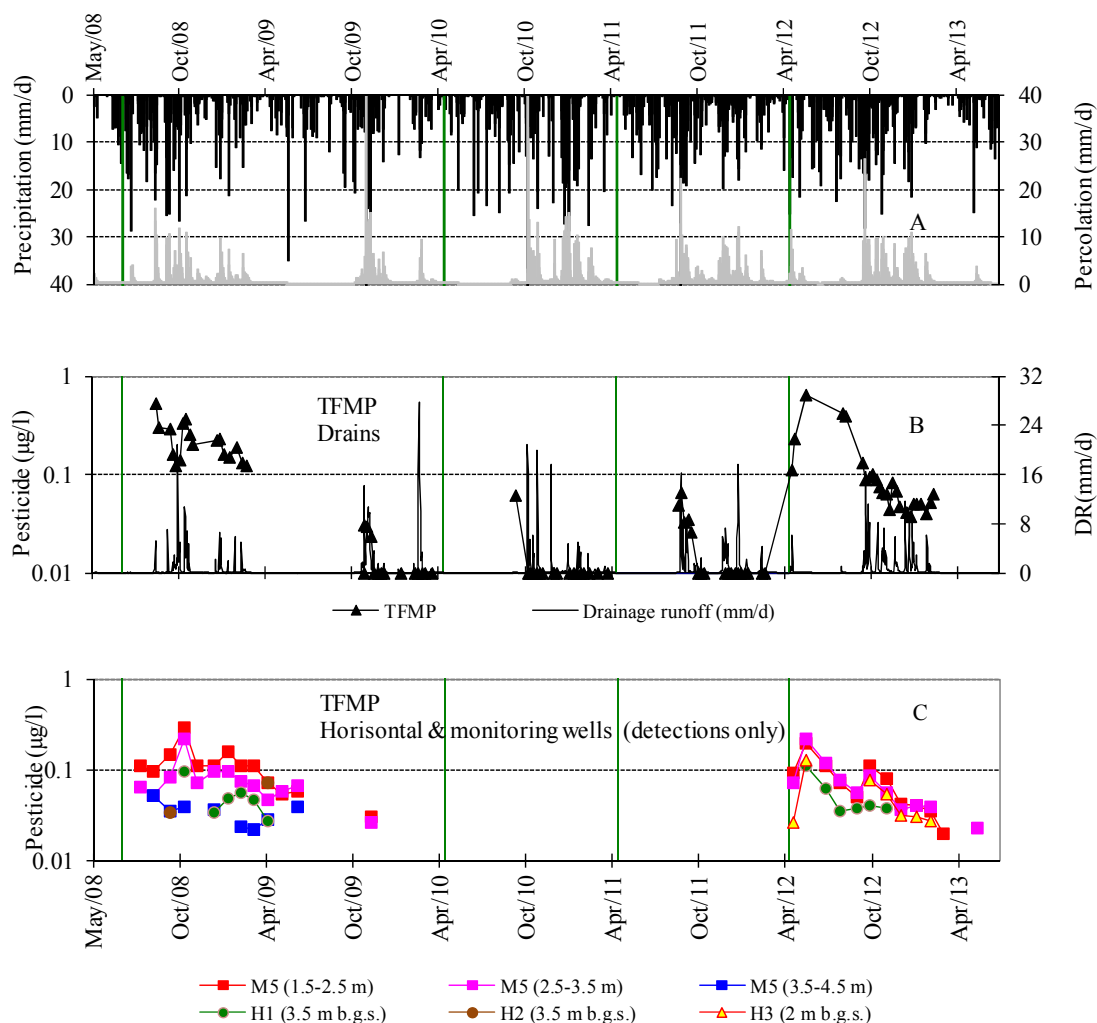 May/08 Oct/08 Apr/09 Oct/09 Apr/10 Oct/10 Apr/11 Oct/11 Apr/12 Oct/12 Apr/13
Precipitation (mm/d)
0
10
20
30
40
A
40
30
20
10
0
Percolation (mm/d)
Pesticide (µg/l)
1
0.1
0.01
TFMP
Drains
B
32
24
16
8
0
DR(mm/d)
TFMP Drainage runoff (mm/d)
Pesticide (µg/l)
1
0.1
0.01
TFMP
Horisontal & monitoring wells (detections only)
C
May/08 Oct/08 Apr/09 Oct/09 Apr/10 Oct/10 Apr/11 Oct/11 Apr/12 Oct/12 Apr/13
M5 (1.5-2.5 m) M5 (2.5-3.5 m) M5 (3.5-4.5 m)
H1 (3.5 m b.g.s.) H2 (3.5 m b.g.s.) H3 (2 m b.g.s.)